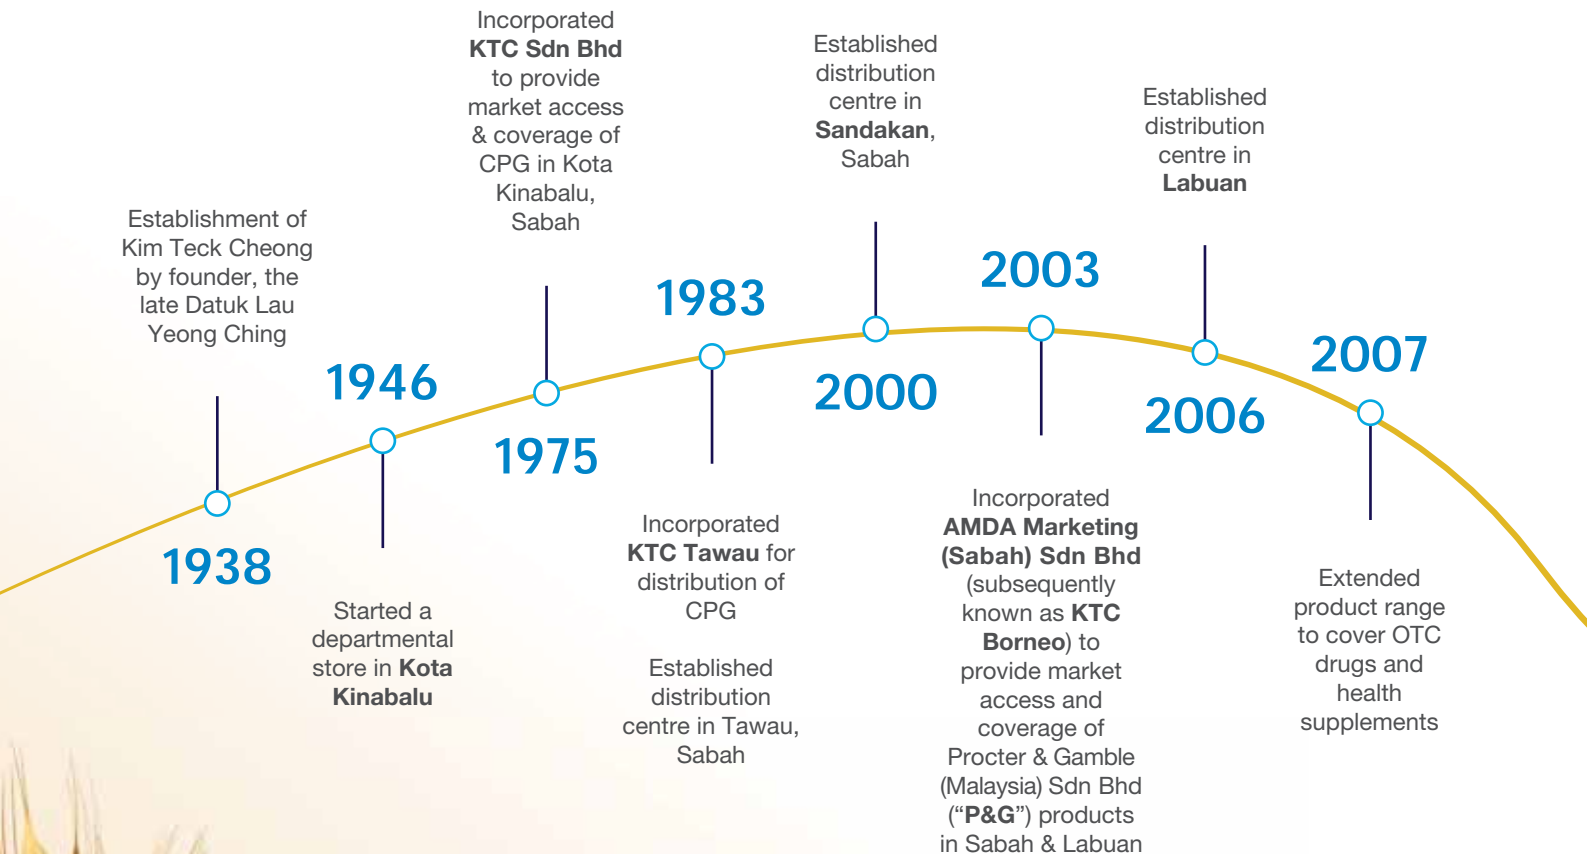 Establishment of
Kim Teck Cheong
by founder, the
late Datuk Lau
Yeong Ching
1938
1946
Started a
departmental
store in Kota
Kinabalu
Incorporated
KTC Sdn Bhd
to provide
market access
& coverage of
CPG in Kota
Kinabalu,
Sabah
1975
1983
Incorporated
KTC Tawau for
distribution of
CPG
Established
distribution
centre in Tawau,
Sabah
Established
distribution
centre in
Sandakan,
Sabah
2000
2003
Incorporated
AMDA Marketing
(Sabah) Sdn Bhd
(subsequently
known as KTC
Borneo) to
provide market
access and
coverage of
Procter & Gamble
(Malaysia) Sdn Bhd
(“P&G”) products
in Sabah & Labuan
Established
distribution
centre in
Labuan
2006
2007
Extended
product range
to cover OTC
drugs and
health
supplements